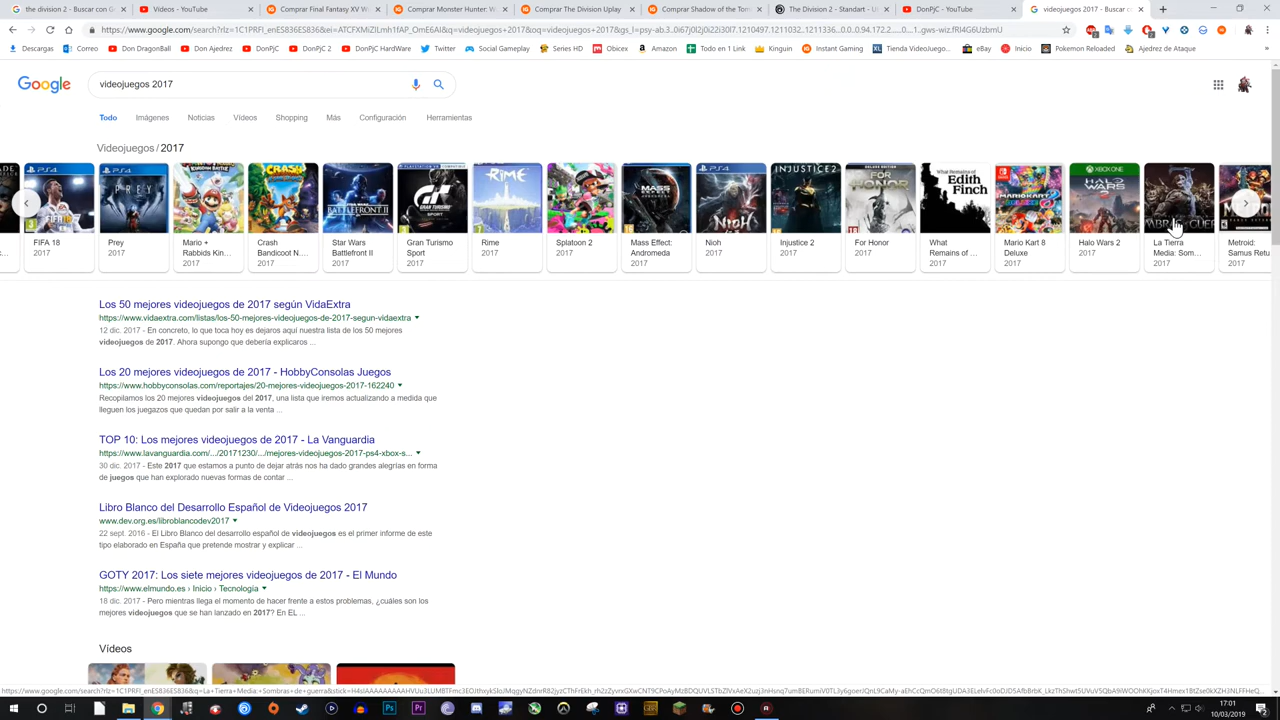 the division 2 - Buscar con G
Vídeos - YouTube
Comprar Final Fantasy XV Wi
Comprar Monster Hunter: W
Comprar The Division Uplay
Comprar Shadow of the Tom
The Division 2 - Standart - U
DonPjC - YouTube
videojuegos 2017 - Buscar c
Descargas
Correo
Don DragonBall
Don Ajedrez
DonPjC
DonPjC 2
DonPjC HardWare
Twitter
Social Gameplay
Series HD
Obicex
Amazon
Todo en 1 Link
Kinguin
Instant Gaming
Tienda VideoJuego...
eBay
Inicio
Pokemon Reloaded
Ajedrez de Ataque
Google
videojuegos 2017
Todo Imágenes Noticias Vídeos Shopping Más Configuración Herramientas
Videojuegos / 2017
FIFA 18
2017
Prey
2017
Mario +
Rabbids Kin...
2017
Crash
Bandicoot N....
2017
Star Wars
Battlefront II
2017
Gran Turismo
Sport
2017
Rime
2017
Splatoon 2
2017
Mass Effect:
Andromeda
2017
Nioh
2017
Injustice 2
2017
For Honor
2017
What
Remains of ...
2017
Mario Kart 8
Deluxe
2017
Halo Wars 2
2017
La Tierra
Media: Som...
2017
Metroid:
Samus Retu
2017
Los 50 mejores videojuegos de 2017 según VidaExtra
https://www.vidaextra.com/listas/los-50-mejores-videojuegos-de-2017-segun-vidaextra
12 dic. 2017 - En concreto, lo que toca hoy es dejaros aquí nuestra lista de los 50 mejores
videojuegos de 2017. Ahora supongo que debería explicaros ...
Los 20 mejores videojuegos de 2017 - HobbyConsolas Juegos
https://www.hobbyconsolas.com/reportajes/20-mejores-videojuegos-2017-162240
Recopilamos los 20 mejores videojuegos del 2017, una lista que iremos actualizando a medida que
lleguen los juegazos que quedan por salir a la venta ...
TOP 10: Los mejores videojuegos de 2017 - La Vanguardia
https://www.lavanguardia.com/.../20171230/.../mejores-videojuegos-2017-ps4-xbox-s...
30 dic. 2017 - Este 2017 que estamos a punto de dejar atrás nos ha dado grandes alegrías en forma
de juegos que han explorado nuevas formas de contar ...
Libro Blanco del Desarrollo Español de Videojuegos 2017
www.dev.org.es/libroblancodev2017
22 sept. 2016 - El Libro Blanco del desarrollo español de videojuegos es el primer informe de este
tipo elaborado en España que pretende mostrar y explicar ...
GOTY 2017: Los siete mejores videojuegos de 2017 - El Mundo
https://www.elmundo.es › Inicio › Tecnología
18 dic. 2017 - Pero mientras llega el momento de hacer frente a estos problemas, ¿cuáles son los
mejores videojuegos que se han lanzado en 2017? En EL ...
Vídeos
17:01
10/03/2019